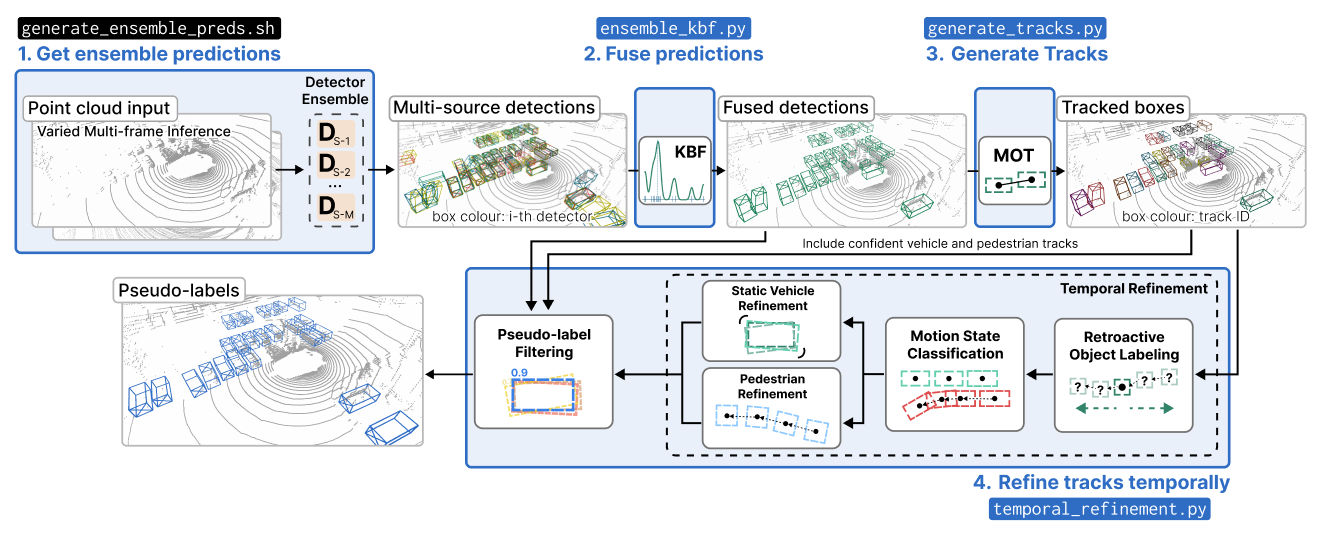 generate_ensemble_preds.sh
1. Get ensemble predictions
ensemble_kbf.py
2. Fuse predictions
generate_tracks.py
3. Generate Tracks
Point cloud input
Varied Multi-frame Inference
Detector
Ensemble
D S-1
D S-2
...
D S-M
Multi-source detections
box colour: i-th detector
KBF
Fused detections
MOT
Tracked boxes
box colour: track ID
Include confident vehicle and pedestrian tracks
Pseudo-labels
Pseudo-label
Filtering
0.9
Temporal Refinement
Static Vehicle
Refinement
Pedestrian
Refinement
Motion State
Classification
Retroactive
Object Labeling
? ? ? ?
4. Refine tracks temporally
temporal_refinement.py